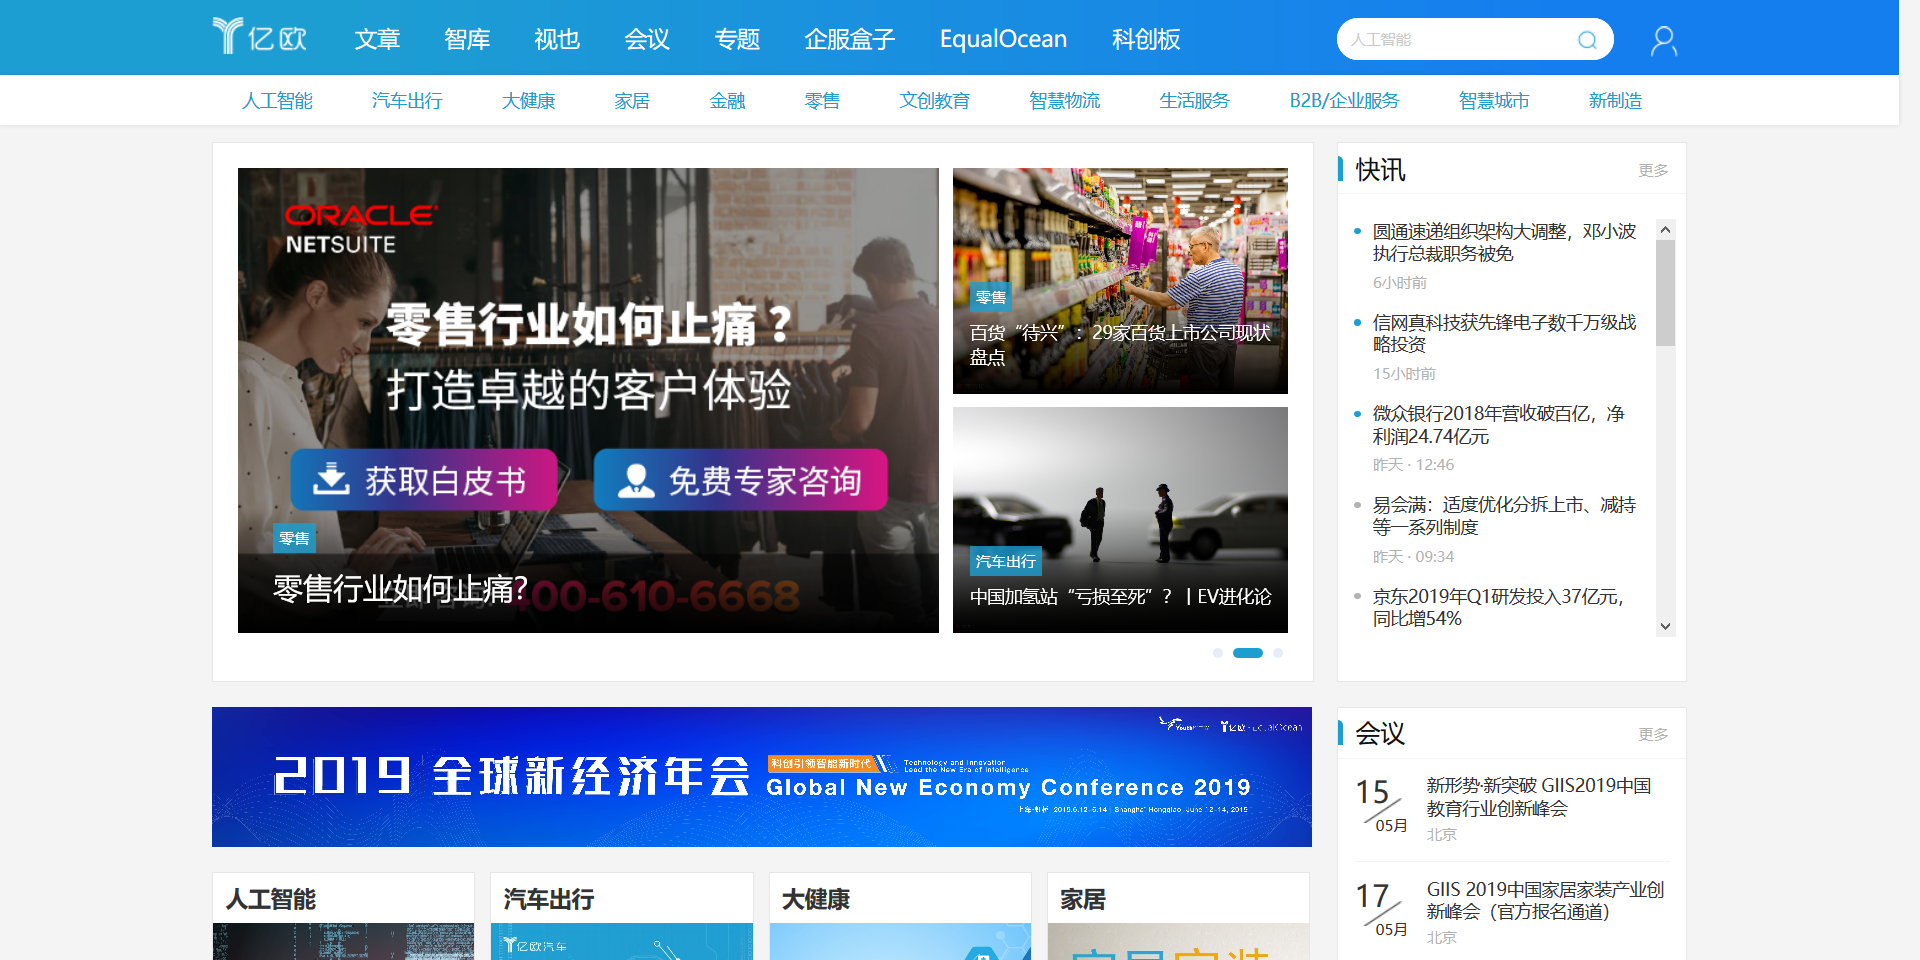 亿欧 文章 智库 视也 会议 专题 企服盒子 EqualOcean 科创板 人工智能
人工智能 汽车出行 大健康 家居 金融 零售 文创教育 智慧物流 生活服务 B2B/企业服务 智慧城市 新制造
ORACLE
NETSUITE
零售行业如何止痛？
打造卓越的客户体验
获取白皮书 免费专家咨询
零售
零售行业如何止痛?
00-610-6668
零售
百货“待兴”：29家百货上市公司现状
盘点
汽车出行
中国加氢站“亏损至死”？丨EV进化论
快讯 更多
圆通速递组织架构大调整，邓小波
执行总裁职务被免
6小时前
信网真科技获先锋电子数千万级战
略投资
15小时前
微众银行2018年营收破百亿，净
利润24.74亿元
昨天 · 12:46
易会满：适度优化分拆上市、减持
等一系列制度
昨天 · 09:34
京东2019年Q1研发投入37亿元，
同比增54%
2019 全球新经济年会
科创引领智能新时代
Technology and Innovation
Lead the New Era of Intelligence
Global New Economy Conference 2019
上海·虹桥 2019.6.12-6.14 | Shanghai Hongqiao, June 12-14, 2019
亿欧 · EqualOcean
会议 更多
15
05月
新形势·新突破 GIIS2019中国
教育行业创新峰会
北京
17
05月
GIIS 2019中国家居家装产业创
新峰会（官方报名通道）
北京
人工智能 汽车出行 大健康 家居
亿欧汽车